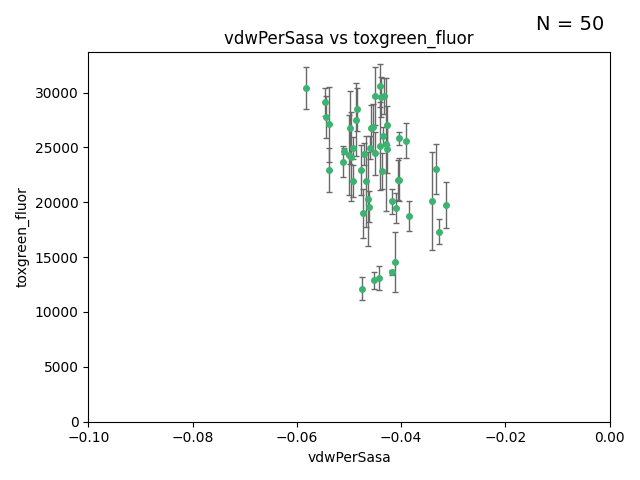 N = 50
vdwPerSasa vs toxgreen_fluor
30000
25000
20000
15000
10000
5000
0
toxgreen_fluor
−0.10 −0.08 −0.06 −0.04 −0.02 0.00
vdwPerSasa